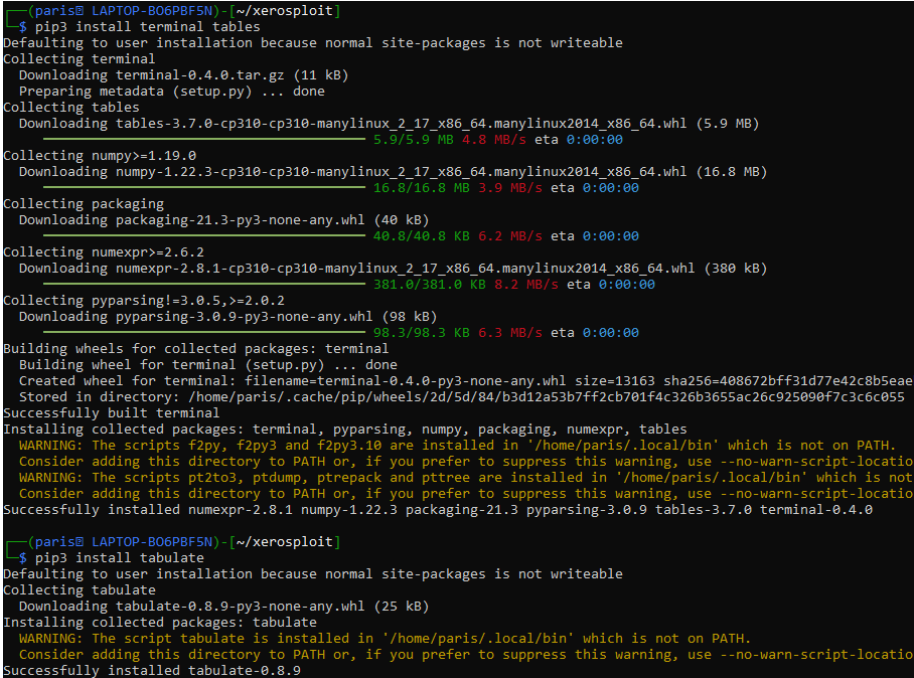 (paris LAPTOP-BO6PBF5N)-[~/xerosploit]
$ pip3 install terminal tables
Defaulting to user installation because normal site-packages is not writeable
Collecting terminal
Downloading terminal-0.4.0.tar.gz (11 kB)
Preparing metadata (setup.py) ... done
Collecting tables
Downloading tables-3.7.0-cp310-cp310-manylinux_2_17_x86_64.manylinux2014_x86_64.whl (5.9 MB)
5.9/5.9 MB 4.8 MB/s eta 0:00:00
Collecting numpy>=1.19.0
Downloading numpy-1.22.3-cp310-cp310-manylinux_2_17_x86_64.manylinux2014_x86_64.whl (16.8 MB)
16.8/16.8 MB 3.9 MB/s eta 0:00:00
Collecting packaging
Downloading packaging-21.3-py3-none-any.whl (40 kB)
40.8/40.8 KB 6.2 MB/s eta 0:00:00
Collecting numexpr>=2.6.2
Downloading numexpr-2.8.1-cp310-cp310-manylinux_2_17_x86_64.manylinux2014_x86_64.whl (380 kB)
381.0/381.0 KB 8.2 MB/s eta 0:00:00
Collecting pyparsing!=3.0.5,>=2.0.2
Downloading pyparsing-3.0.9-py3-none-any.whl (98 kB)
98.3/98.3 KB 6.3 MB/s eta 0:00:00
Building wheels for collected packages: terminal
Building wheel for terminal (setup.py) ... done
Created wheel for terminal: filename=terminal-0.4.0-py3-none-any.whl size=13163 sha256=408672bff31d77e42c8b5eae
Stored in directory: /home/paris/.cache/pip/wheels/2d/5d/84/b3d12a53b7ff2cb701f4c326b3655ac26c925090f7c3c6c055
Successfully built terminal
Installing collected packages: terminal, pyparsing, numpy, packaging, numexpr, tables
WARNING: The scripts f2py, f2py3 and f2py3.10 are installed in '/home/paris/.local/bin' which is not on PATH.
Consider adding this directory to PATH or, if you prefer to suppress this warning, use --no-warn-script-locatio
WARNING: The scripts pt2to3, ptdump, ptrepack and pttree are installed in '/home/paris/.local/bin' which is not
Consider adding this directory to PATH or, if you prefer to suppress this warning, use --no-warn-script-locatio
Successfully installed numexpr-2.8.1 numpy-1.22.3 packaging-21.3 pyparsing-3.0.9 tables-3.7.0 terminal-0.4.0
(paris LAPTOP-BO6PBF5N)-[~/xerosploit]
$ pip3 install tabulate
Defaulting to user installation because normal site-packages is not writeable
Collecting tabulate
Downloading tabulate-0.8.9-py3-none-any.whl (25 kB)
Installing collected packages: tabulate
WARNING: The script tabulate is installed in '/home/paris/.local/bin' which is not on PATH.
Consider adding this directory to PATH or, if you prefer to suppress this warning, use --no-warn-script-locatio
Successfully installed tabulate-0.8.9